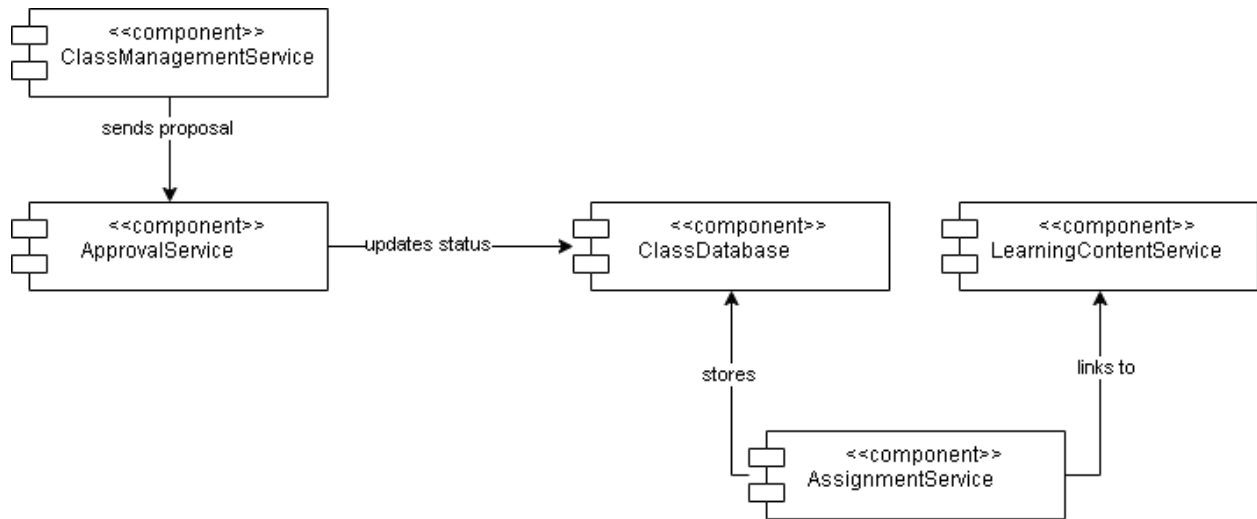 <<component>>
ClassManagementService
sends proposal
<<component>>
ApprovalService
updates status
<<component>>
ClassDatabase
<<component>>
LearningContentService
stores
links to
<<component>>
AssignmentService